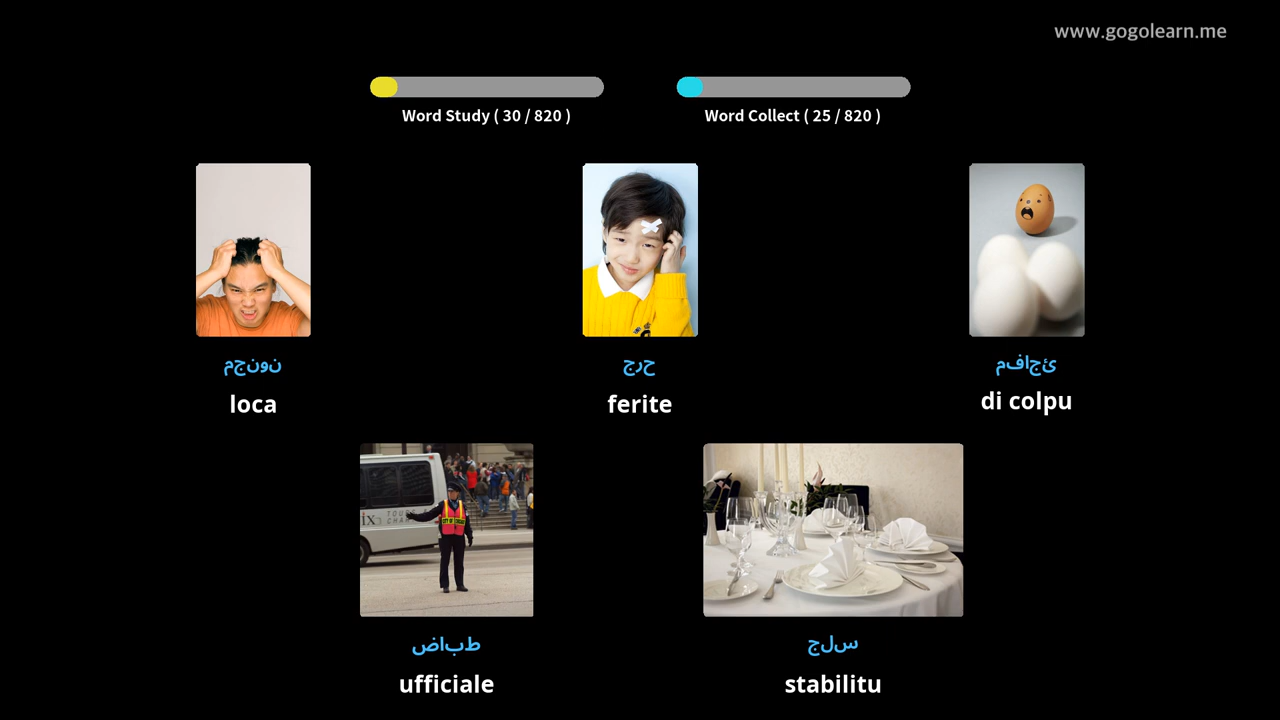 www.gogolearn.me
Word Study ( 30 / 820 )
Word Collect ( 25 / 820 )
مجنون
جرح
مفاجئ
loca
ferite
di colpu
ضابط
جلس
ufficiale
stabilitu